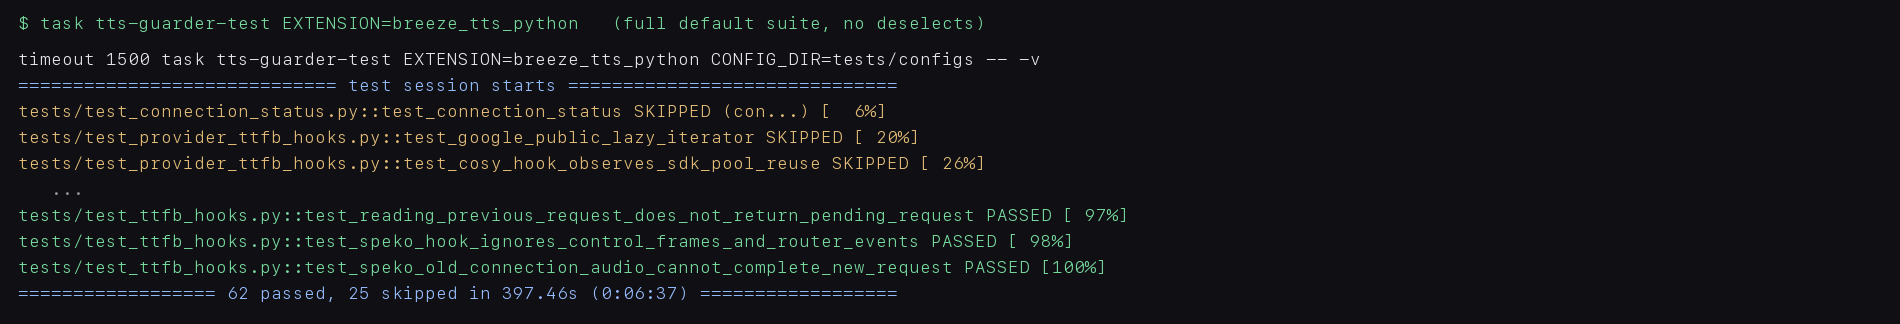 $ task tts-guarder-test EXTENSION=breeze_tts_python   (full default suite, no deselects)
timeout 1500 task tts-guarder-test EXTENSION=breeze_tts_python CONFIG_DIR=tests/configs -- -v
============================= test session starts ==============================
tests/test_connection_status.py::test_connection_status SKIPPED (con...) [  6%]
tests/test_provider_ttfb_hooks.py::test_google_public_lazy_iterator SKIPPED [ 20%]
tests/test_provider_ttfb_hooks.py::test_cosy_hook_observes_sdk_pool_reuse SKIPPED [ 26%]
   ...
tests/test_ttfb_hooks.py::test_reading_previous_request_does_not_return_pending_request PASSED [ 97%]
tests/test_ttfb_hooks.py::test_speko_hook_ignores_control_frames_and_router_events PASSED [ 98%]
tests/test_ttfb_hooks.py::test_speko_old_connection_audio_cannot_complete_new_request PASSED [100%]
================== 62 passed, 25 skipped in 397.46s (0:06:37) ==================